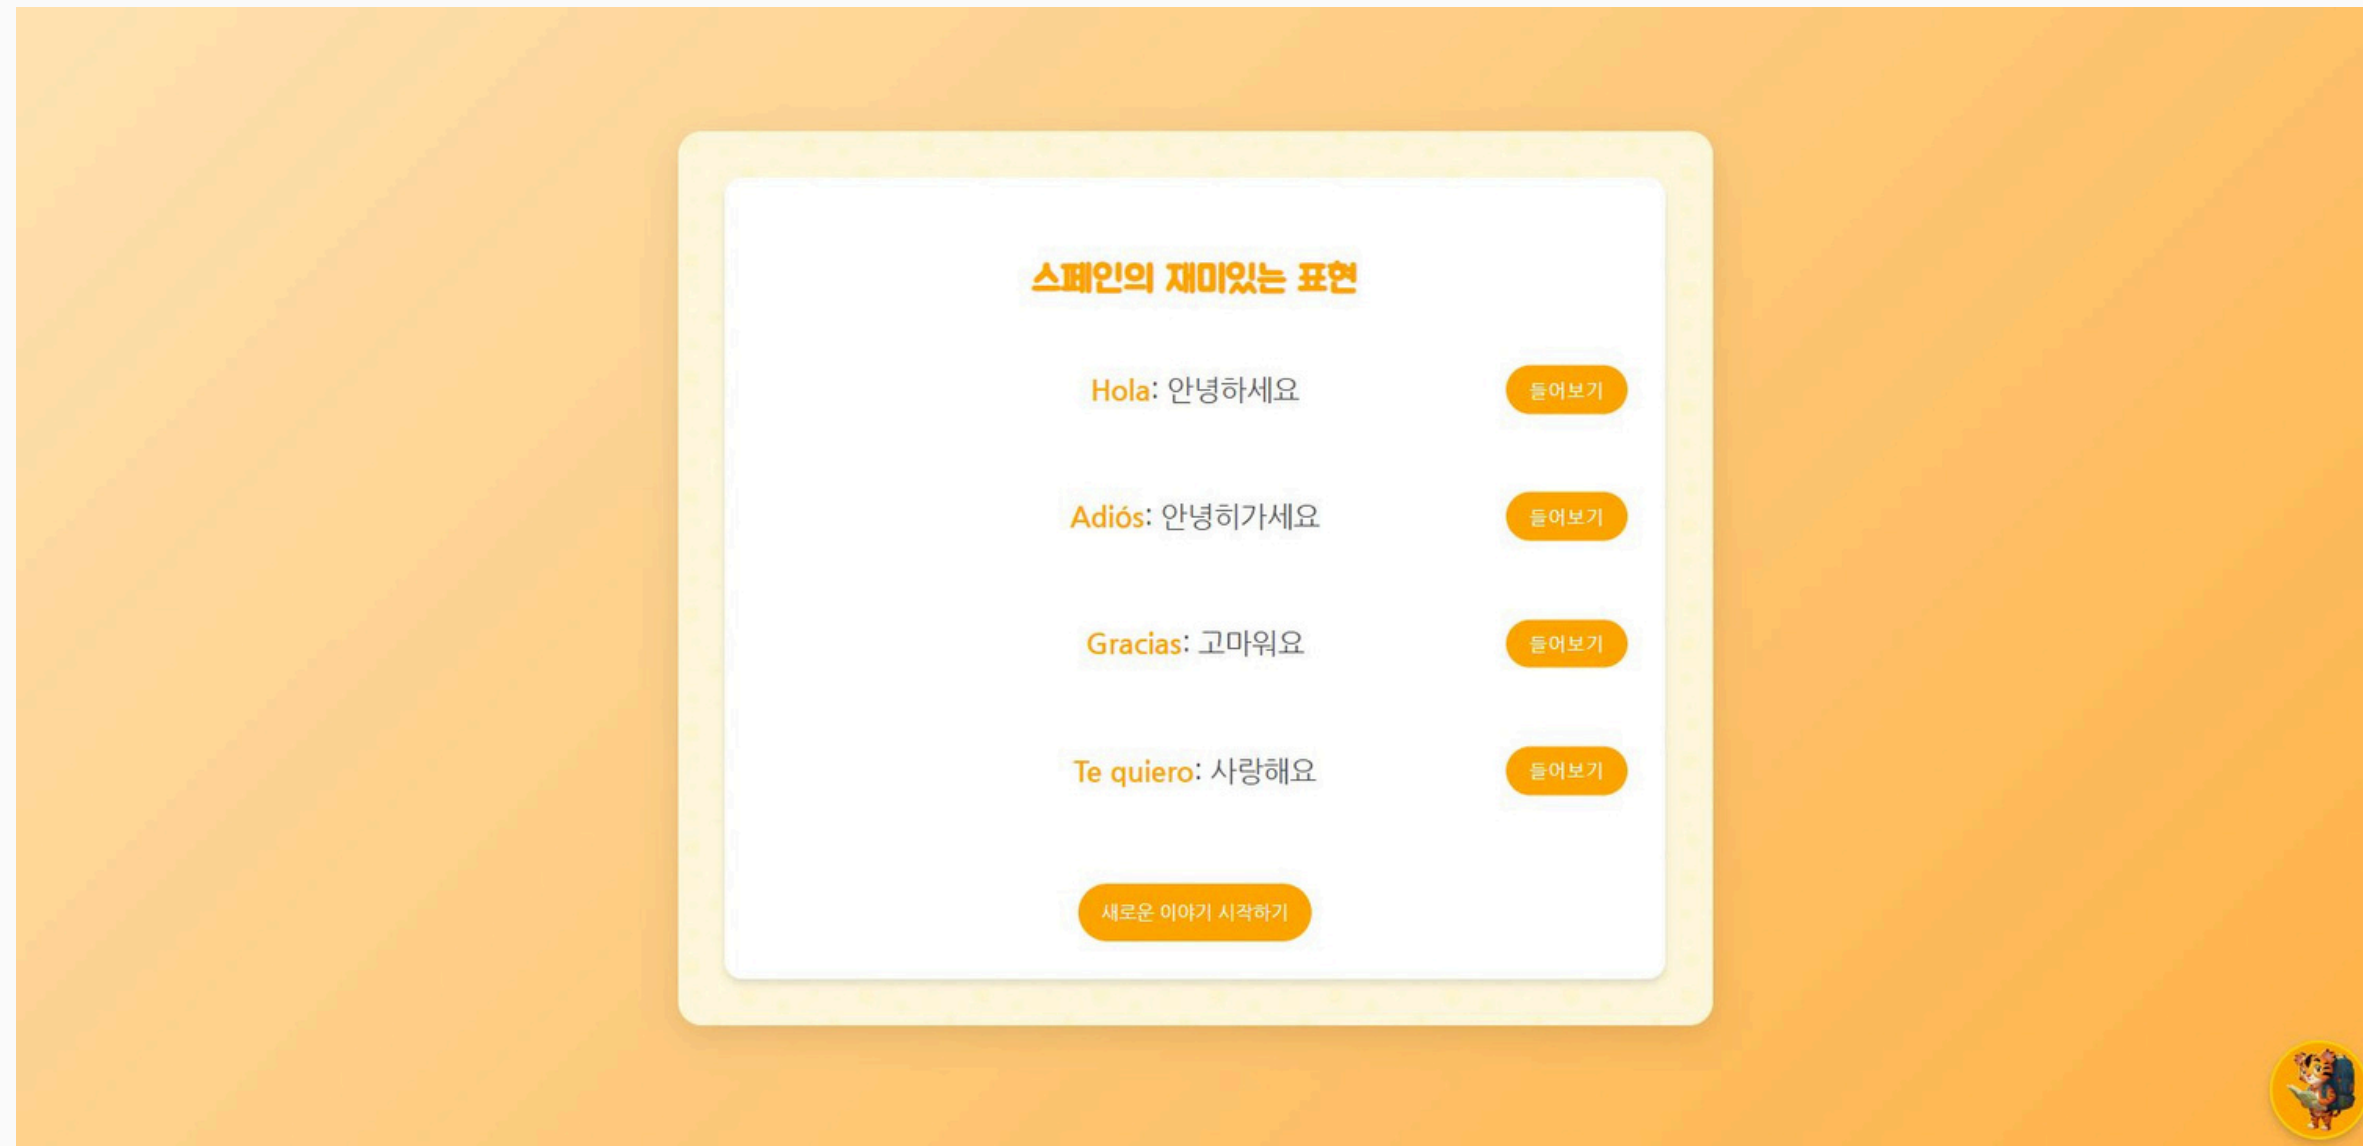 스페인의 재미있는 표현
Hola: 안녕하세요 들어보기
Adiós: 안녕히가세요 들어보기
Gracias: 고마워요 들어보기
Te quiero: 사랑해요 들어보기
새로운 이야기 시작하기